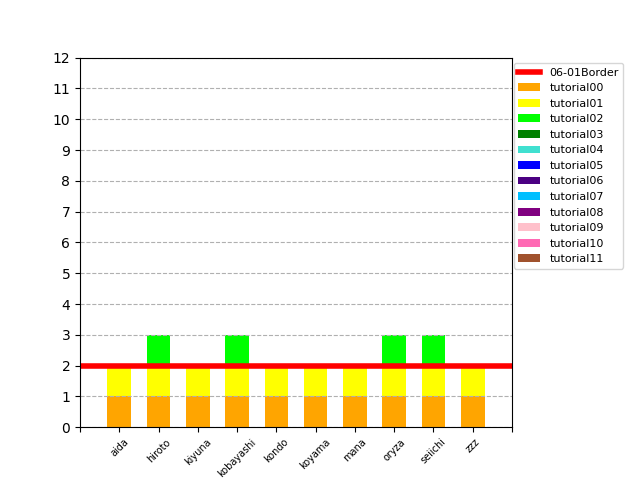 12
11
10
9
8
7
6
5
4
3
2
1
0
aida
hiroto
kiyuna
kobayashi
kondo
koyama
mana
oryza
seiichi
zzz
06-01Border
tutorial00
tutorial01
tutorial02
tutorial03
tutorial04
tutorial05
tutorial06
tutorial07
tutorial08
tutorial09
tutorial10
tutorial11